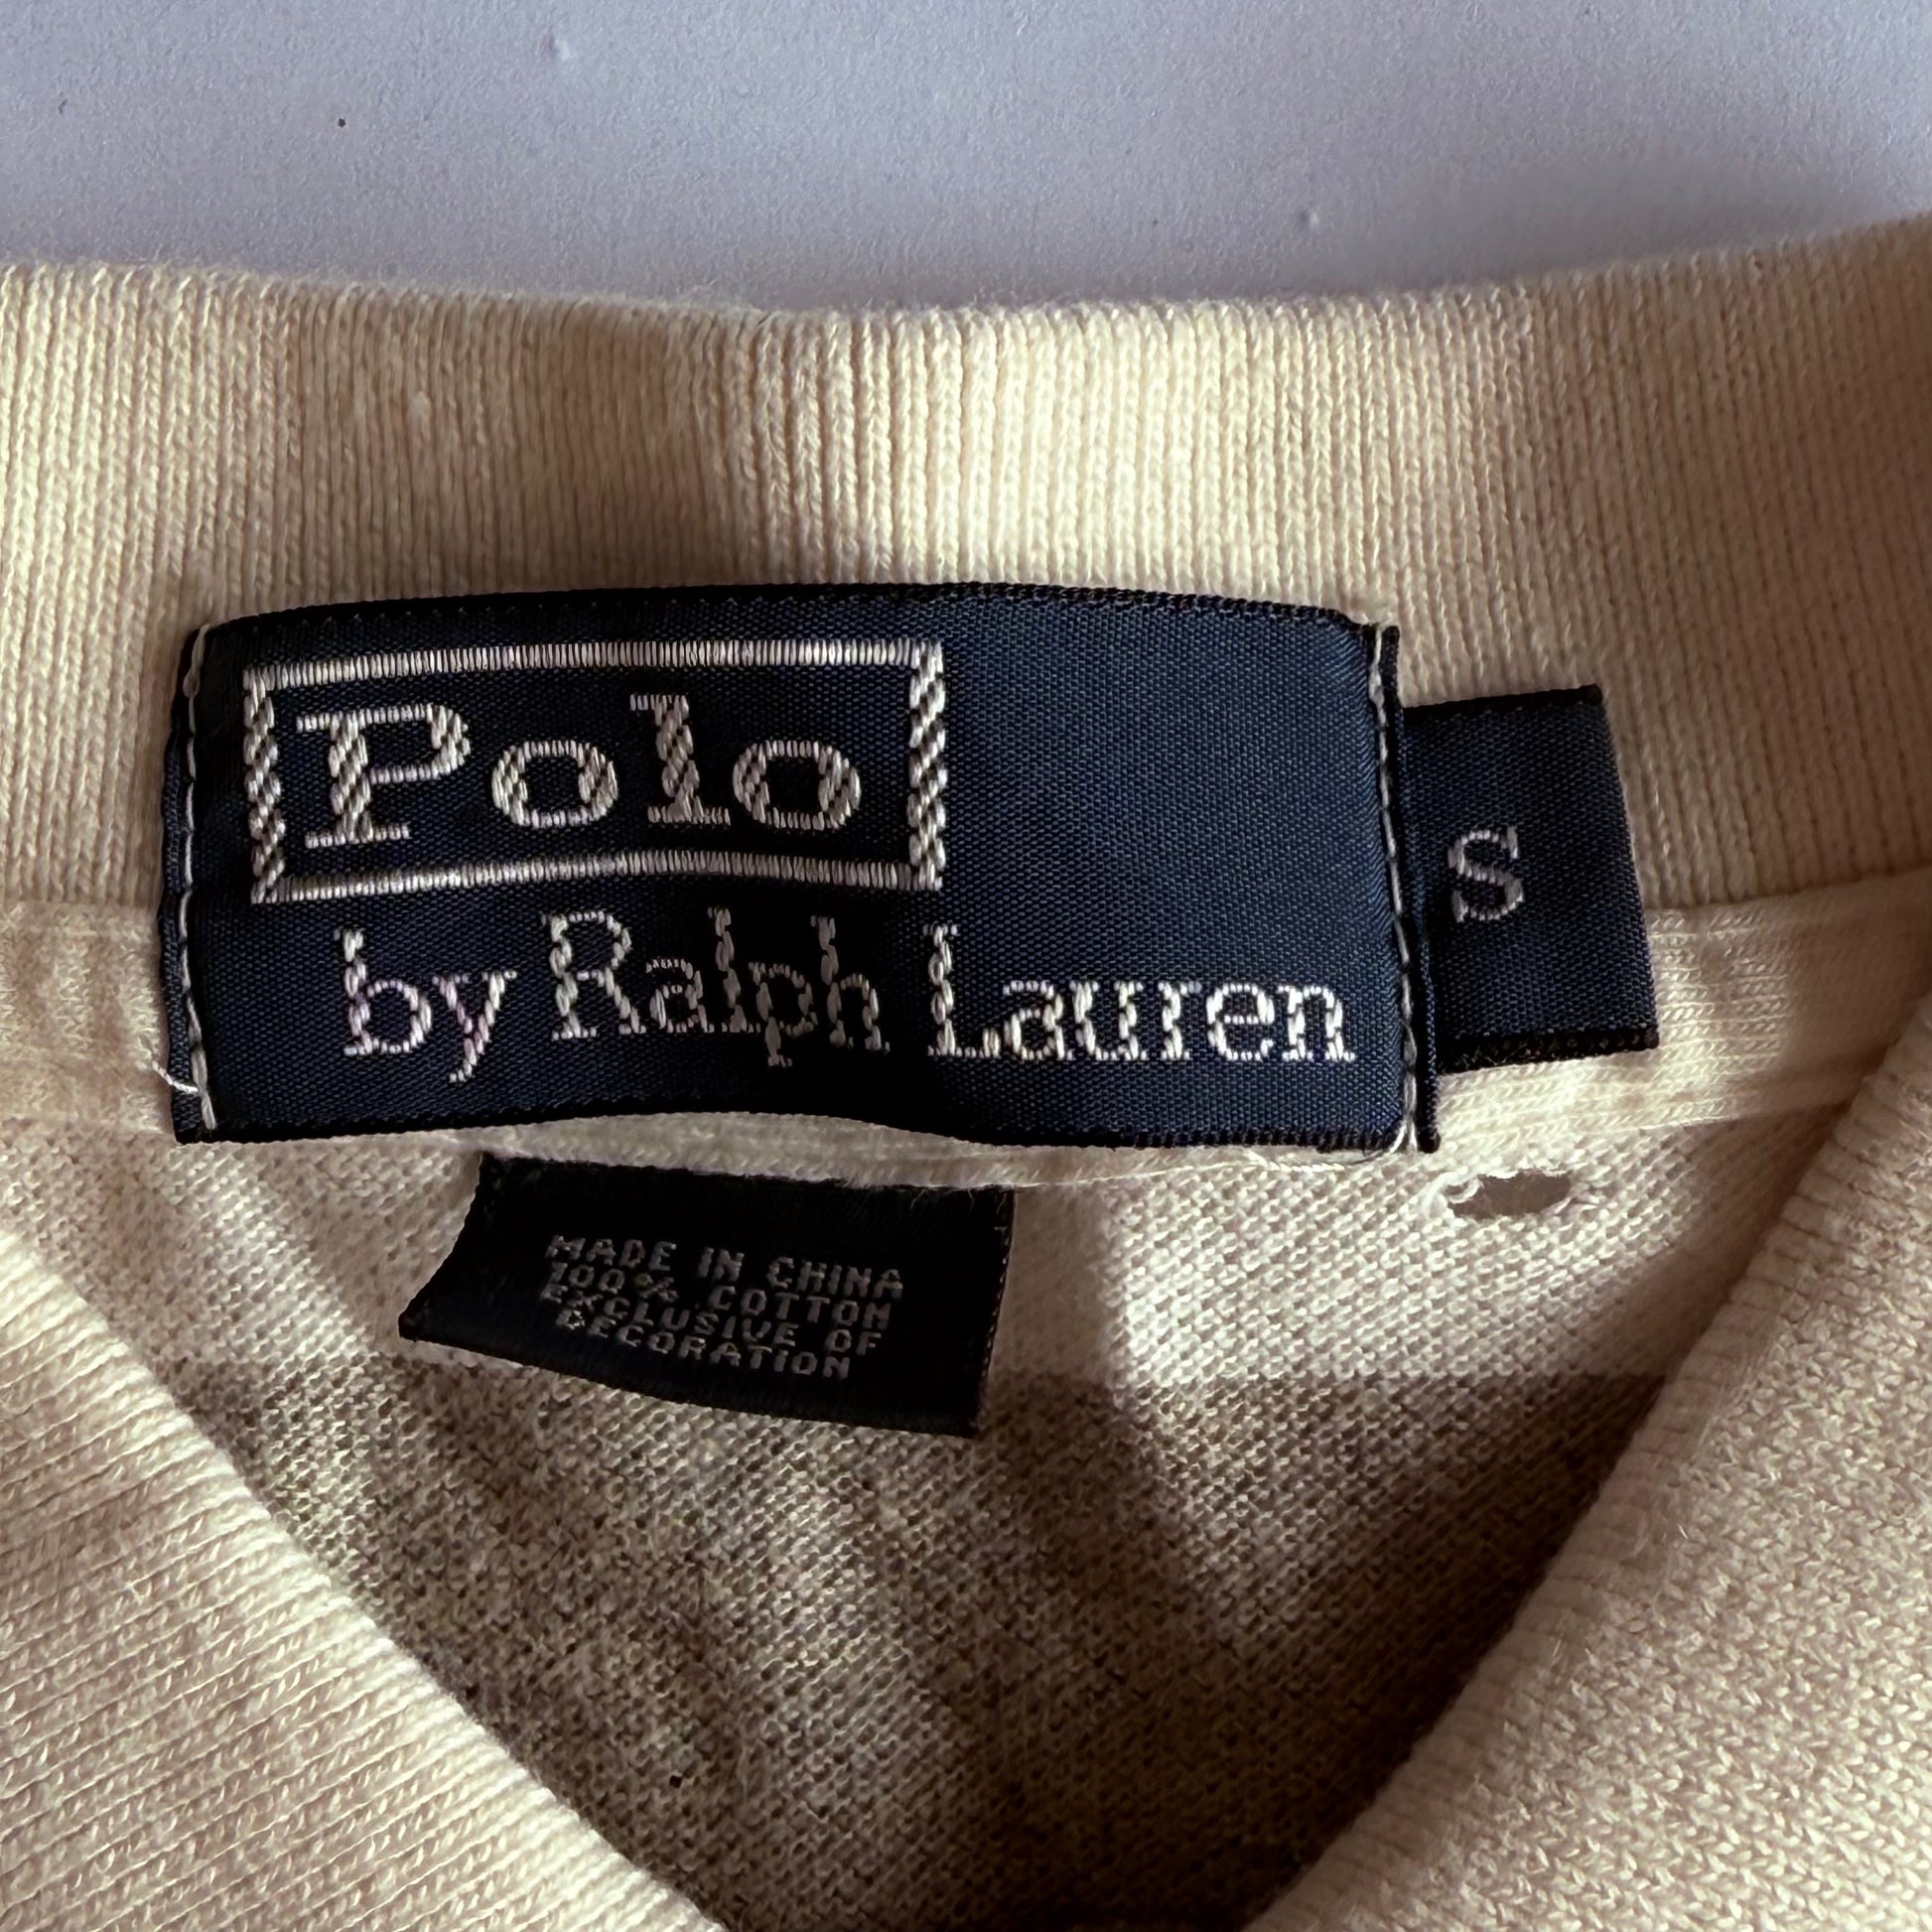 Polo
by Ralph Lauren
S
MADE IN CHINA
100% COTTON
EXCLUSIVE OF
DECORATION